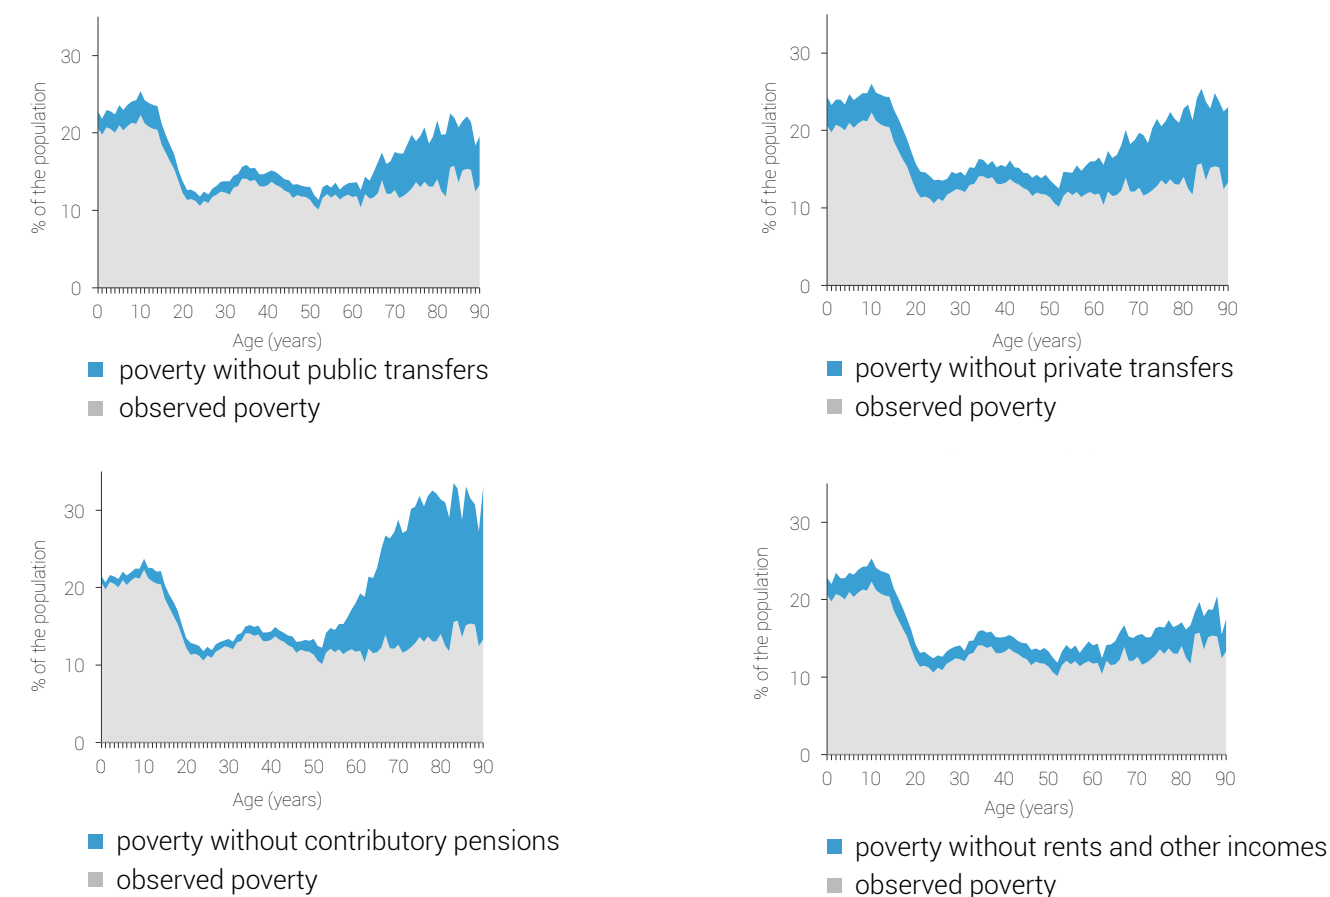 % of the population
30
20
10
0
0 10 20 30 40 50 60 70 80 90
Age (years)
poverty without public transfers
observed poverty
% of the population
30
20
10
0
0 10 20 30 40 50 60 70 80 90
Age (years)
poverty without private transfers
observed poverty
% of the population
30
20
10
0
0 10 20 30 40 50 60 70 80 90
Age (years)
poverty without contributory pensions
observed poverty
% of the population
30
20
10
0
0 10 20 30 40 50 60 70 80 90
Age (years)
poverty without rents and other incomes
observed poverty